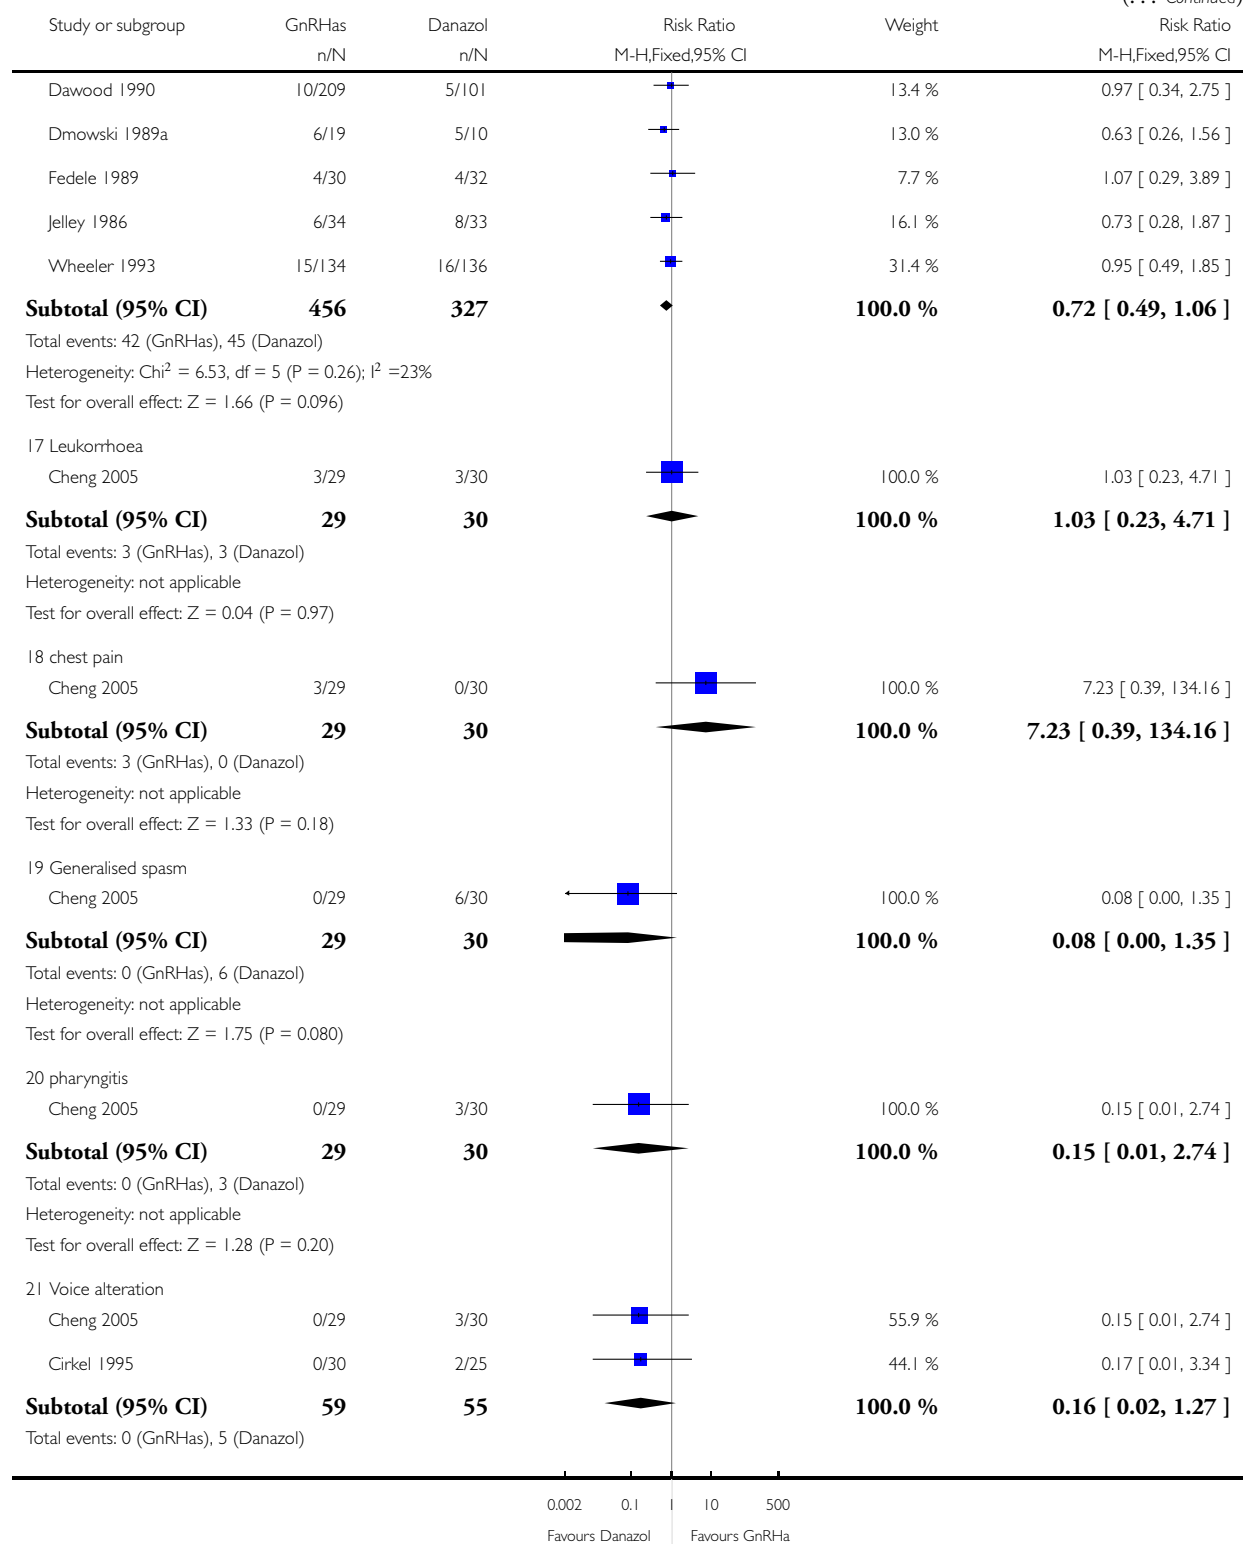 (... Continued)
Study or subgroup GnRHas Danazol Risk Ratio Weight Risk Ratio
n/N n/N M-H,Fixed,95% CI M-H,Fixed,95% CI
Dawood 1990 10/209 5/101 13.4 % 0.97 [ 0.34, 2.75 ]
Dmowski 1989a 6/19 5/10 13.0 % 0.63 [ 0.26, 1.56 ]
Fedele 1989 4/30 4/32 7.7 % 1.07 [ 0.29, 3.89 ]
Jelley 1986 6/34 8/33 16.1 % 0.73 [ 0.28, 1.87 ]
Wheeler 1993 15/134 16/136 31.4 % 0.95 [ 0.49, 1.85 ]
Subtotal (95% CI) 456 327 100.0 % 0.72 [ 0.49, 1.06 ]
Total events: 42 (GnRHas), 45 (Danazol)
Heterogeneity: Chi² = 6.53, df = 5 (P = 0.26); I² =23%
Test for overall effect: Z = 1.66 (P = 0.096)
17 Leukorrhoea
Cheng 2005 3/29 3/30 100.0 % 1.03 [ 0.23, 4.71 ]
Subtotal (95% CI) 29 30 100.0 % 1.03 [ 0.23, 4.71 ]
Total events: 3 (GnRHas), 3 (Danazol)
Heterogeneity: not applicable
Test for overall effect: Z = 0.04 (P = 0.97)
18 chest pain
Cheng 2005 3/29 0/30 100.0 % 7.23 [ 0.39, 134.16 ]
Subtotal (95% CI) 29 30 100.0 % 7.23 [ 0.39, 134.16 ]
Total events: 3 (GnRHas), 0 (Danazol)
Heterogeneity: not applicable
Test for overall effect: Z = 1.33 (P = 0.18)
19 Generalised spasm
Cheng 2005 0/29 6/30 100.0 % 0.08 [ 0.00, 1.35 ]
Subtotal (95% CI) 29 30 100.0 % 0.08 [ 0.00, 1.35 ]
Total events: 0 (GnRHas), 6 (Danazol)
Heterogeneity: not applicable
Test for overall effect: Z = 1.75 (P = 0.080)
20 pharyngitis
Cheng 2005 0/29 3/30 100.0 % 0.15 [ 0.01, 2.74 ]
Subtotal (95% CI) 29 30 100.0 % 0.15 [ 0.01, 2.74 ]
Total events: 0 (GnRHas), 3 (Danazol)
Heterogeneity: not applicable
Test for overall effect: Z = 1.28 (P = 0.20)
21 Voice alteration
Cheng 2005 0/29 3/30 55.9 % 0.15 [ 0.01, 2.74 ]
Cirkel 1995 0/30 2/25 44.1 % 0.17 [ 0.01, 3.34 ]
Subtotal (95% CI) 59 55 100.0 % 0.16 [ 0.02, 1.27 ]
Total events: 0 (GnRHas), 5 (Danazol)
0.002 0.1 1 10 500
Favours Danazol Favours GnRHa